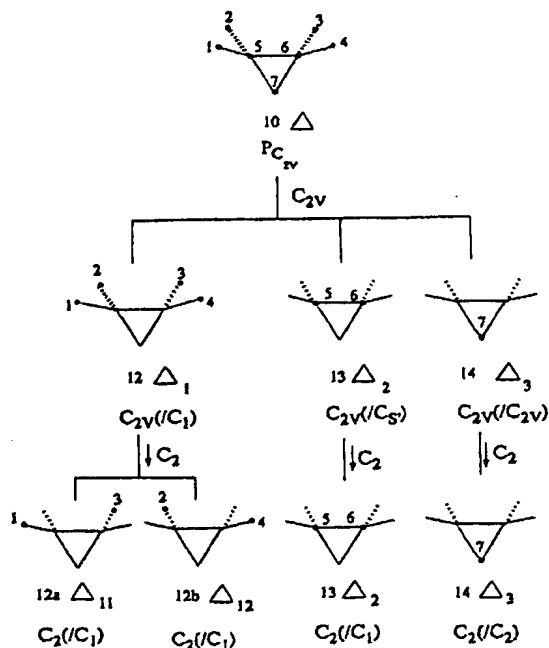 2 3
1 5 6 4
7
10 △
P_{C_{2V}}
C_{2V}
2 3
1 4
5 6
7
12 △_1 13 △_2 14 △_3
C_{2V}(/C_1) C_{2V}(/C_{S'}) C_{2V}(/C_{2V})
↓C_2 ↓C_2 ↓C_2
1 3 2 4 5 6
7
12a △_{11} 12b △_{12} 13 △_2 14 △_3
C_2(/C_1) C_2(/C_1) C_2(/C_1) C_2(/C_2)